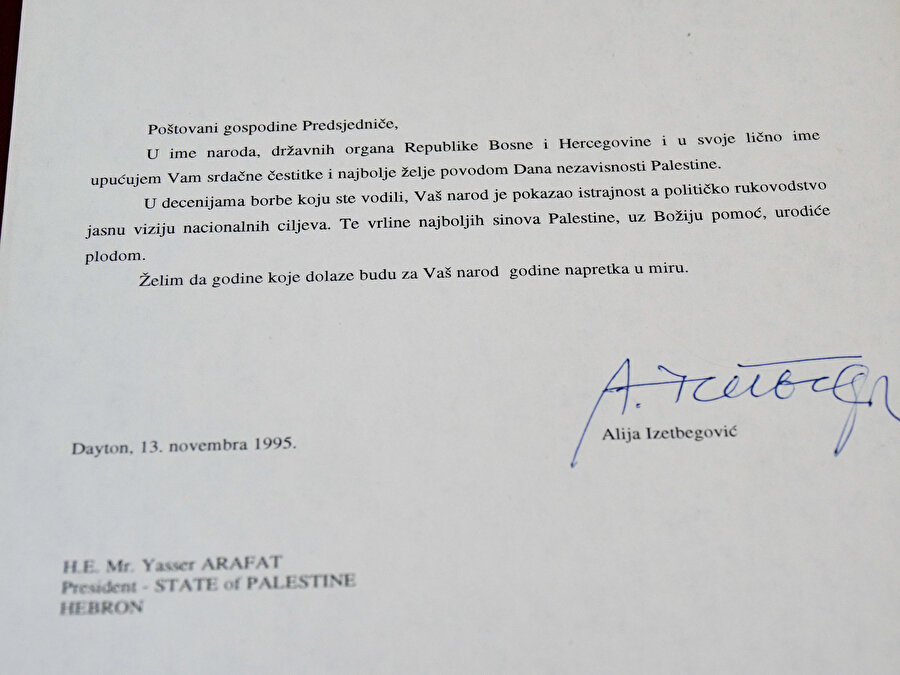 Poštovani gospodine Predsjedniče,
U ime naroda, državnih organa Republike Bosne i Hercegovine i u svoje lično ime
upućujem Vam srdačne čestitke i najbolje želje povodom Dana nezavisnosti Palestine.
U decenijama borbe koju ste vodili, Vaš narod je pokazao istrajnost a političko rukovodstvo
jasnu viziju nacionalnih ciljeva. Te vrline najboljih sinova Palestine, uz Božiju pomoć, urodiće
plodom.
Želim da godine koje dolaze budu za Vaš narod godine napretka u miru.
A. Izetbegov
Alija Izetbegović
Dayton, 13. novembra 1995.
H.E. Mr. Yasser ARAFAT
President - STATE of PALESTINE
HEBRON